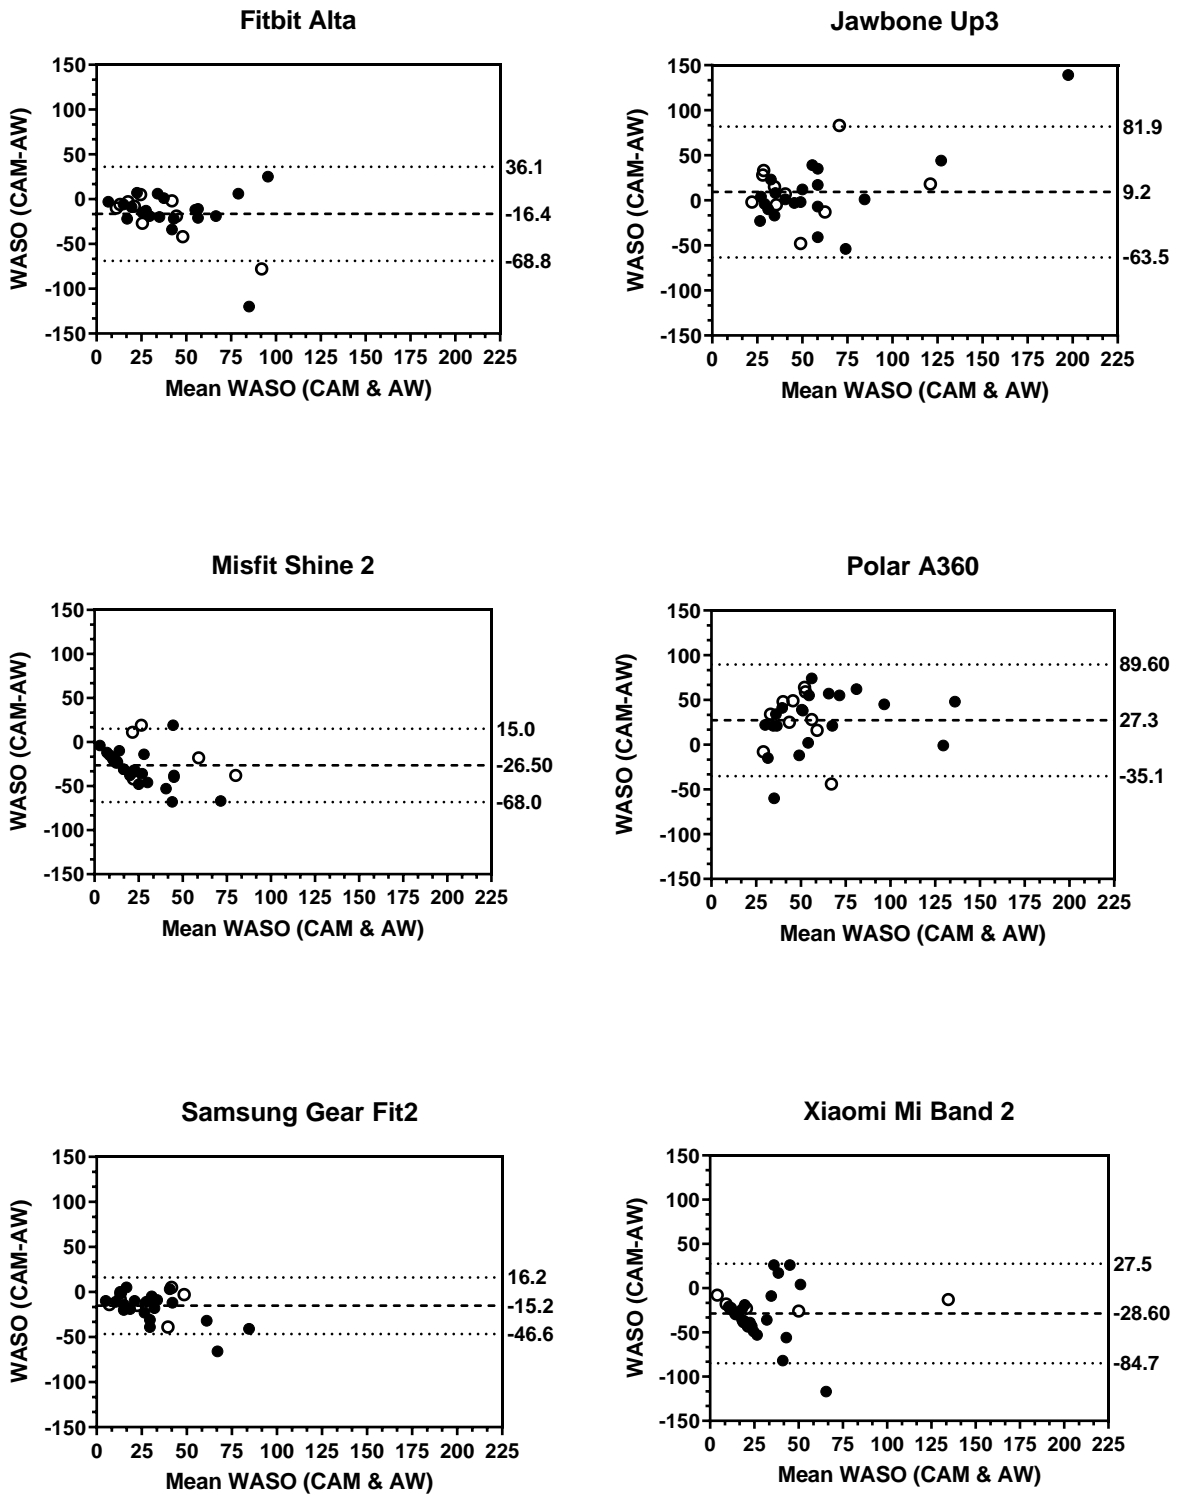 Fitbit Alta
150
100
50
0
-50
-100
-150
WASO (CAM-AW)
36.1
-16.4
-68.8
0 25 50 75 100 125 150 175 200 225
Mean WASO (CAM & AW)
Jawbone Up3
150
100
50
0
-50
-100
-150
WASO (CAM-AW)
81.9
9.2
-63.5
0 25 50 75 100 125 150 175 200 225
Mean WASO (CAM & AW)
Misfit Shine 2
150
100
50
0
-50
-100
-150
WASO (CAM-AW)
15.0
-26.50
-68.0
0 25 50 75 100 125 150 175 200 225
Mean WASO (CAM & AW)
Polar A360
150
100
50
0
-50
-100
-150
WASO (CAM-AW)
89.60
27.3
-35.1
0 25 50 75 100 125 150 175 200 225
Mean WASO (CAM & AW)
Samsung Gear Fit2
150
100
50
0
-50
-100
-150
WASO (CAM-AW)
16.2
-15.2
-46.6
0 25 50 75 100 125 150 175 200 225
Mean WASO (CAM & AW)
Xiaomi Mi Band 2
150
100
50
0
-50
-100
-150
WASO (CAM-AW)
27.5
-28.60
-84.7
0 25 50 75 100 125 150 175 200 225
Mean WASO (CAM & AW)